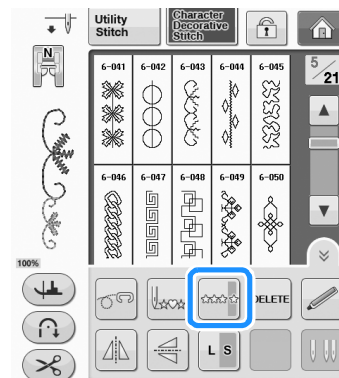 Utility
Stitch
Character
Decorative
Stitch
N
5/21
6-041 6-042 6-043 6-044 6-045
6-046 6-047 6-048 6-049 6-050
100%
DELETE
L S